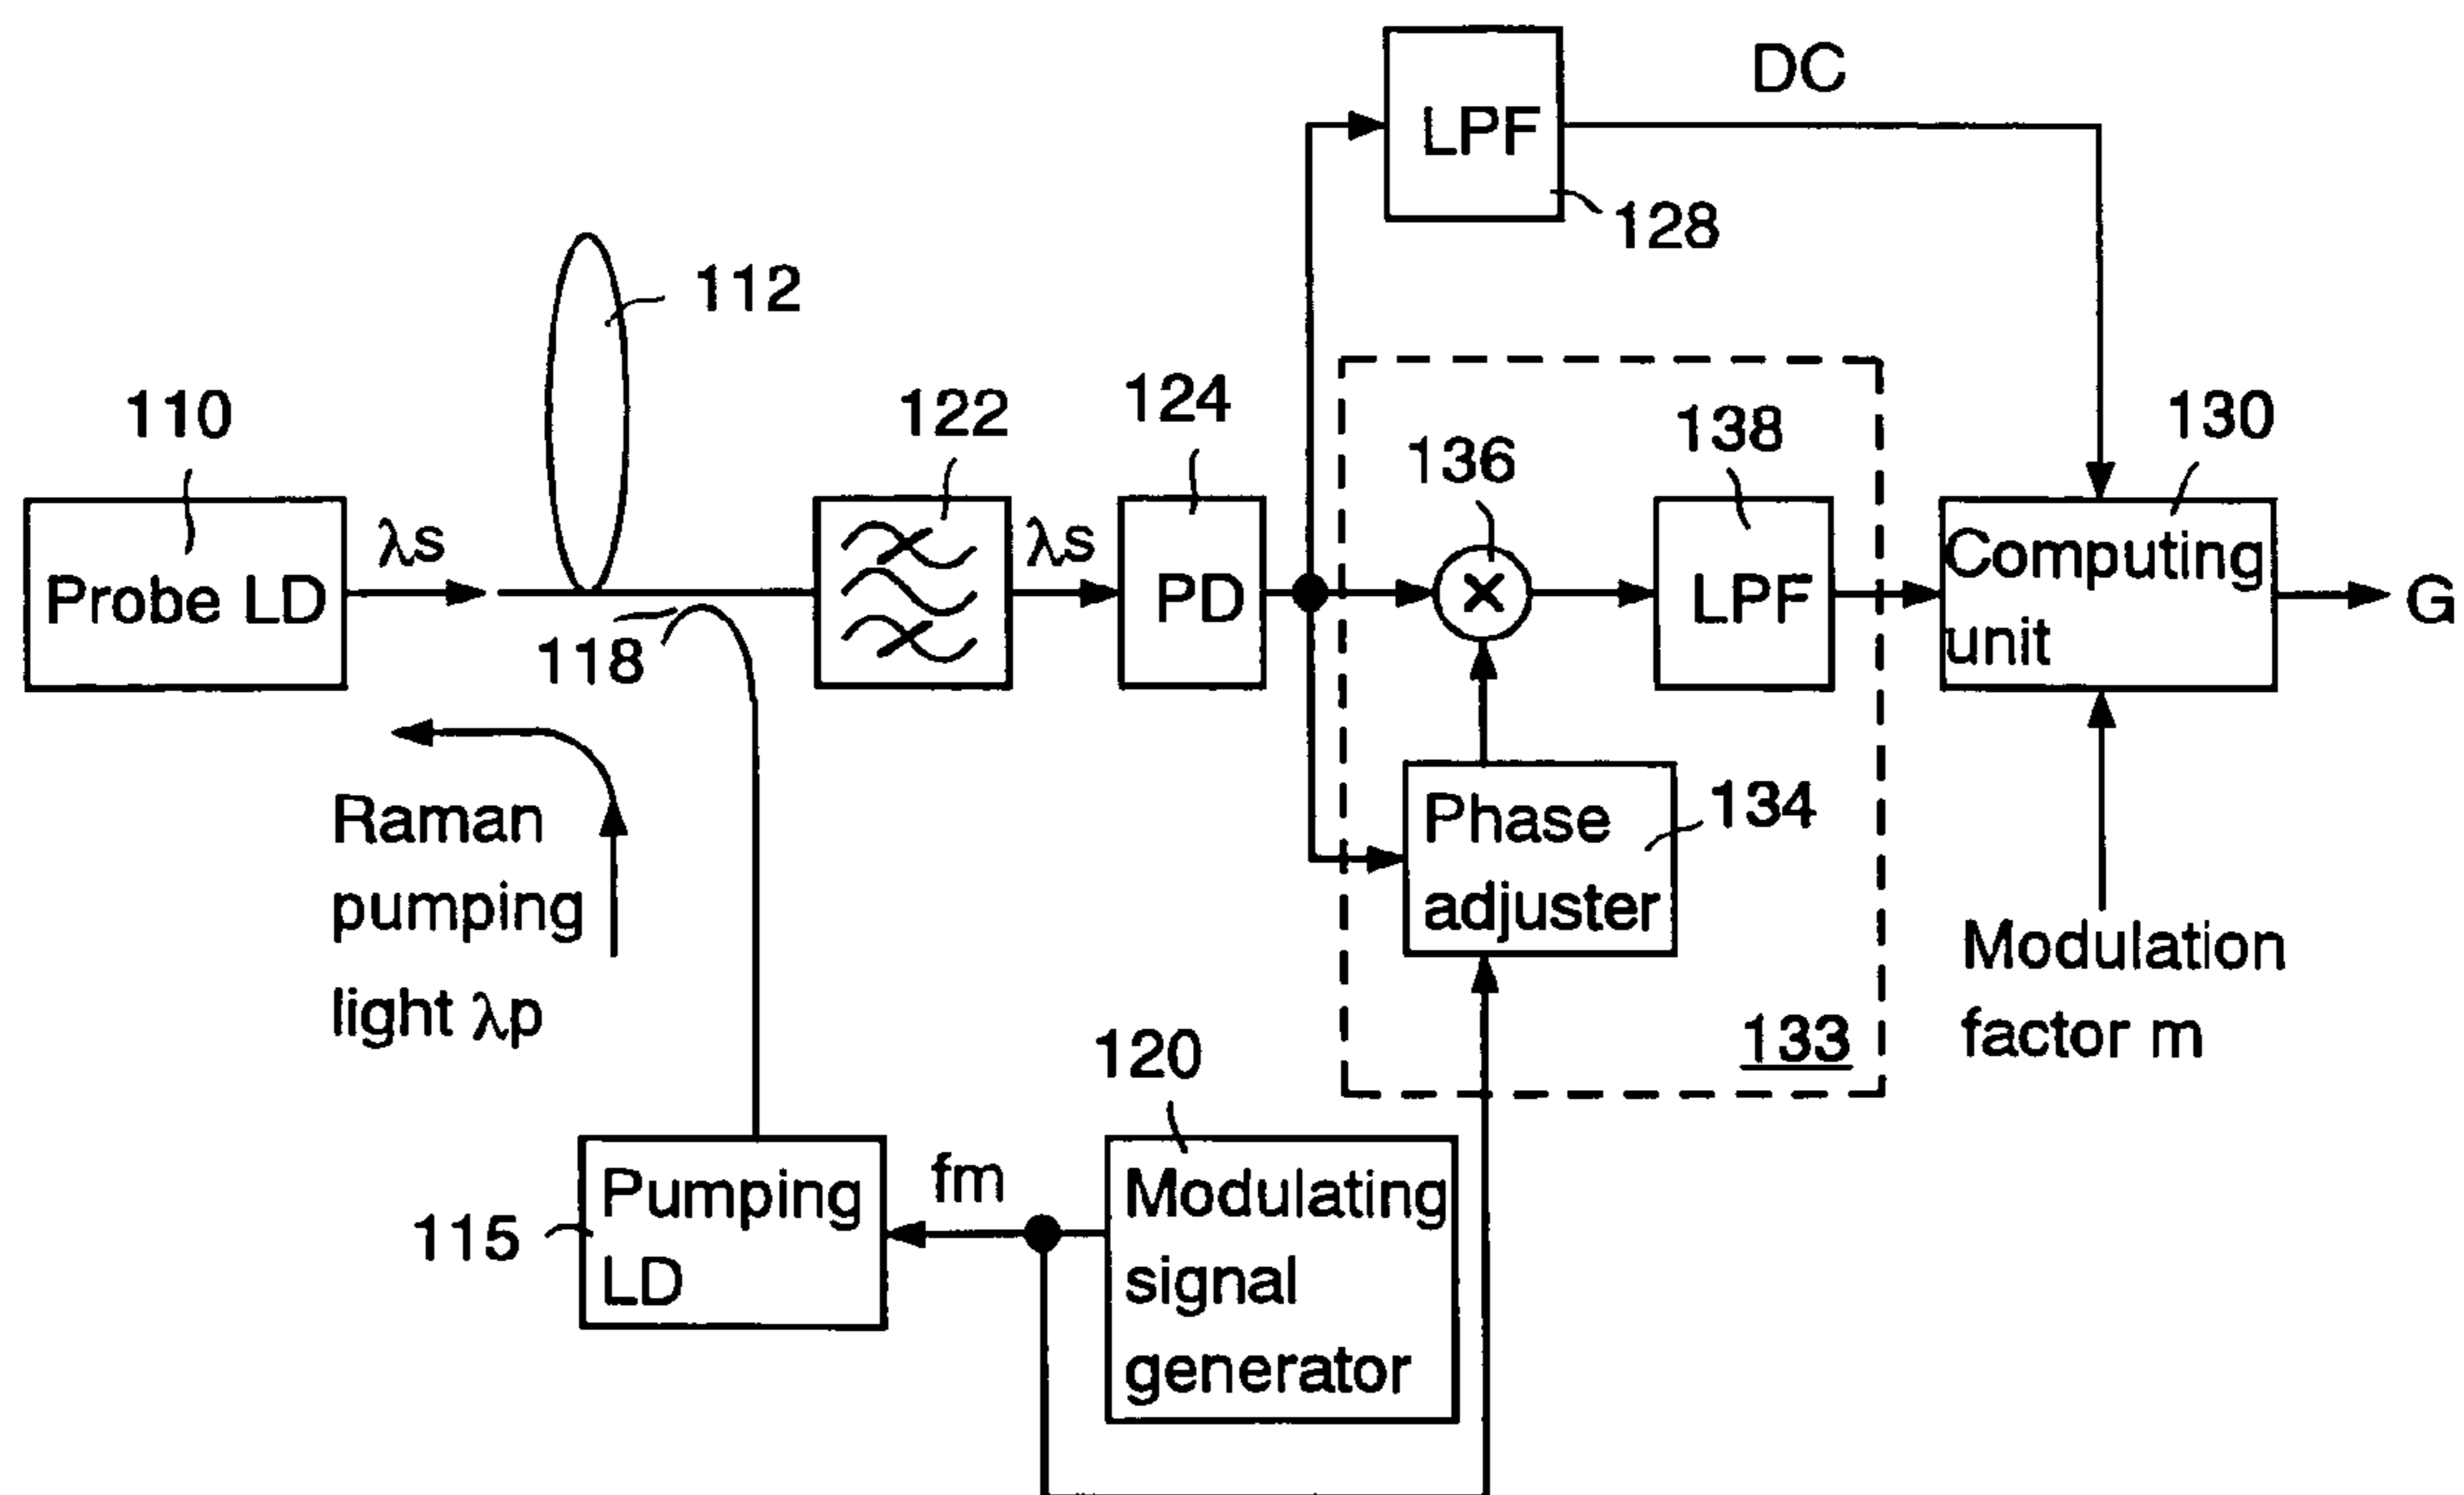 DC
LPF
128
112
110
122
124
138
130
136
λs
λs
Probe LD
PD
LPF
Computing
unit
G
118
Raman
pumping
light λp
Phase
adjuster
134
Modulation
factor m
133
120
fm
115
Pumping
LD
Modulating
signal
generator